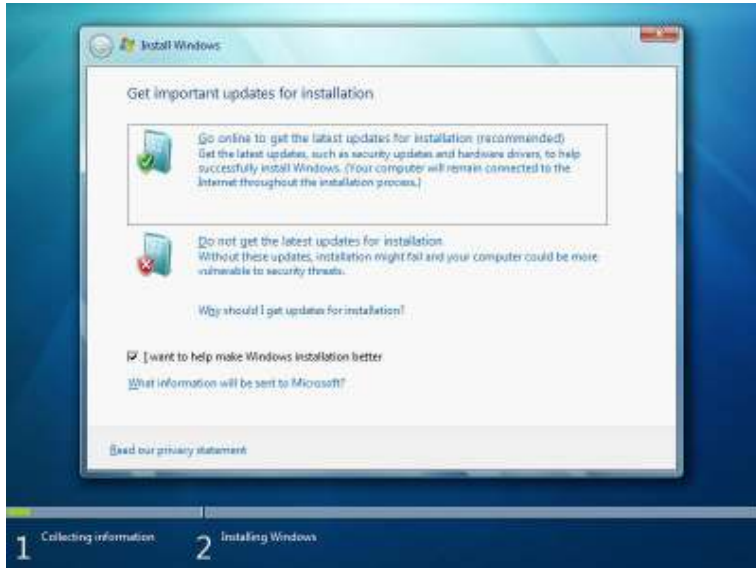 Install Windows
Get important updates for installation
Go online to get the latest updates for installation (recommended)
Get the latest updates, such as security updates and hardware drivers, to help
successfully install Windows. (Your computer will remain connected to the
Internet throughout the installation process.)
Do not get the latest updates for installation
Without these updates, installation might fail and your computer could be more
vulnerable to security threats.
Why should I get updates for installation?
I want to help make Windows installation better
What information will be sent to Microsoft?
Read our privacy statement
1 Collecting information 2 Installing Windows